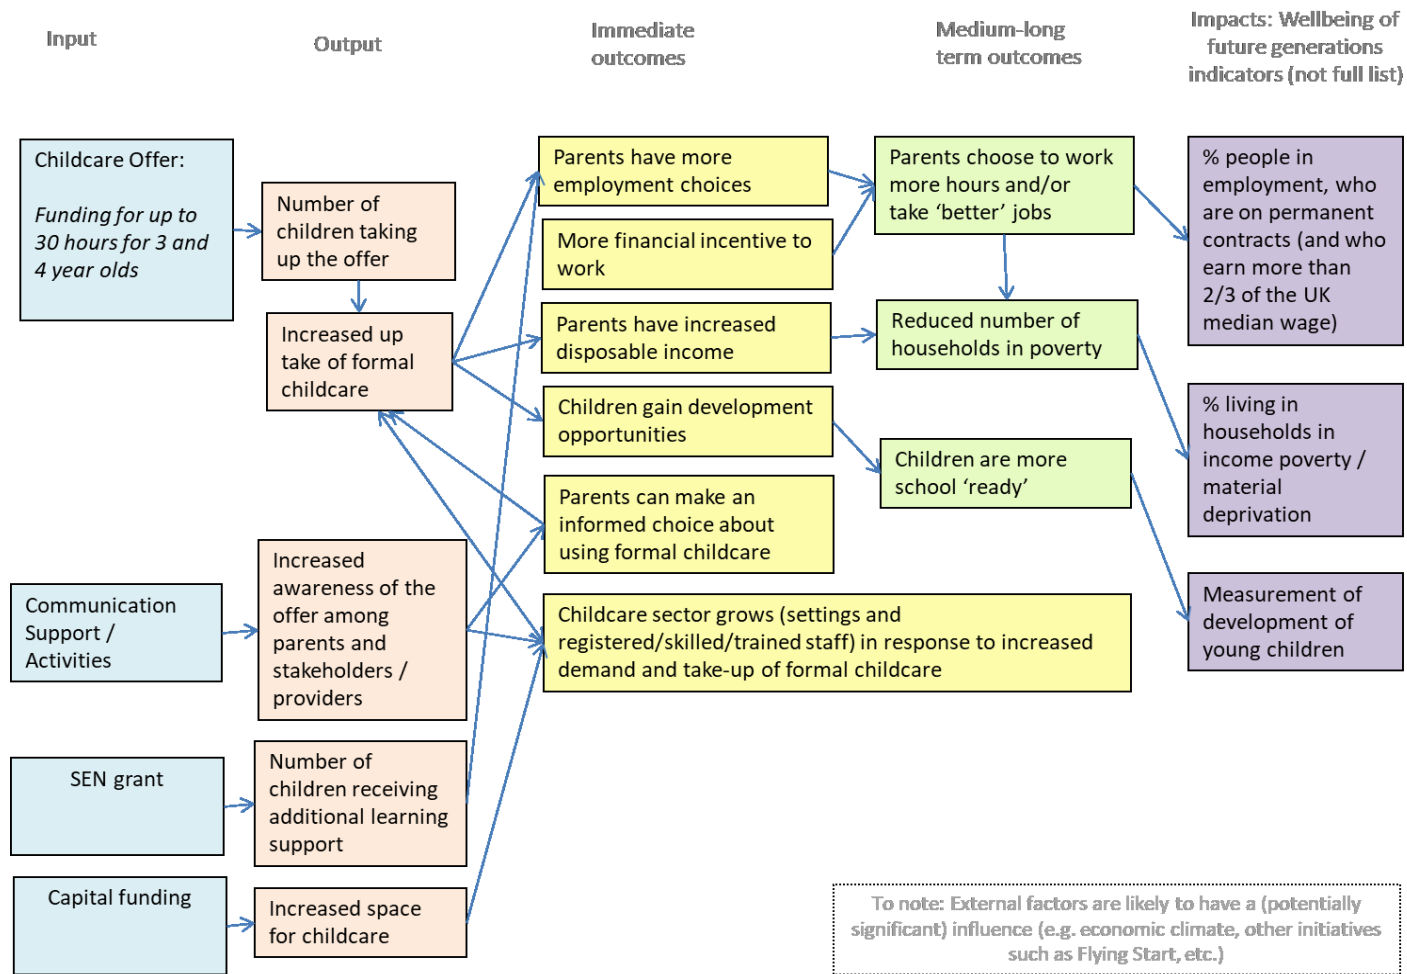 Input
Output
Immediate
outcomes
Medium-long
term outcomes
Impacts: Wellbeing of
future generations
indicators (not full list)
Childcare Offer:
Funding for up to
30 hours for 3 and
4 year olds
Communication
Support /
Activities
SEN grant
Capital funding
Number of
children taking
up the offer
Increased up
take of formal
childcare
Increased
awareness of the
offer among
parents and
stakeholders /
providers
Number of
children receiving
additional learning
support
Increased space
for childcare
Parents have more
employment choices
More financial incentive to
work
Parents have increased
disposable income
Children gain development
opportunities
Parents can make an
informed choice about
using formal childcare
Childcare sector grows (settings and
registered/skilled/trained staff) in response to increased
demand and take-up of formal childcare
Parents choose to work
more hours and/or
take ‘better’ jobs
Reduced number of
households in poverty
Children are more
school ‘ready’
% people in
employment, who
are on permanent
contracts (and who
earn more than
2/3 of the UK
median wage)
% living in
households in
income poverty /
material
deprivation
Measurement of
development of
young children
To note: External factors are likely to have a (potentially
significant) influence (e.g. economic climate, other initiatives
such as Flying Start, etc.)